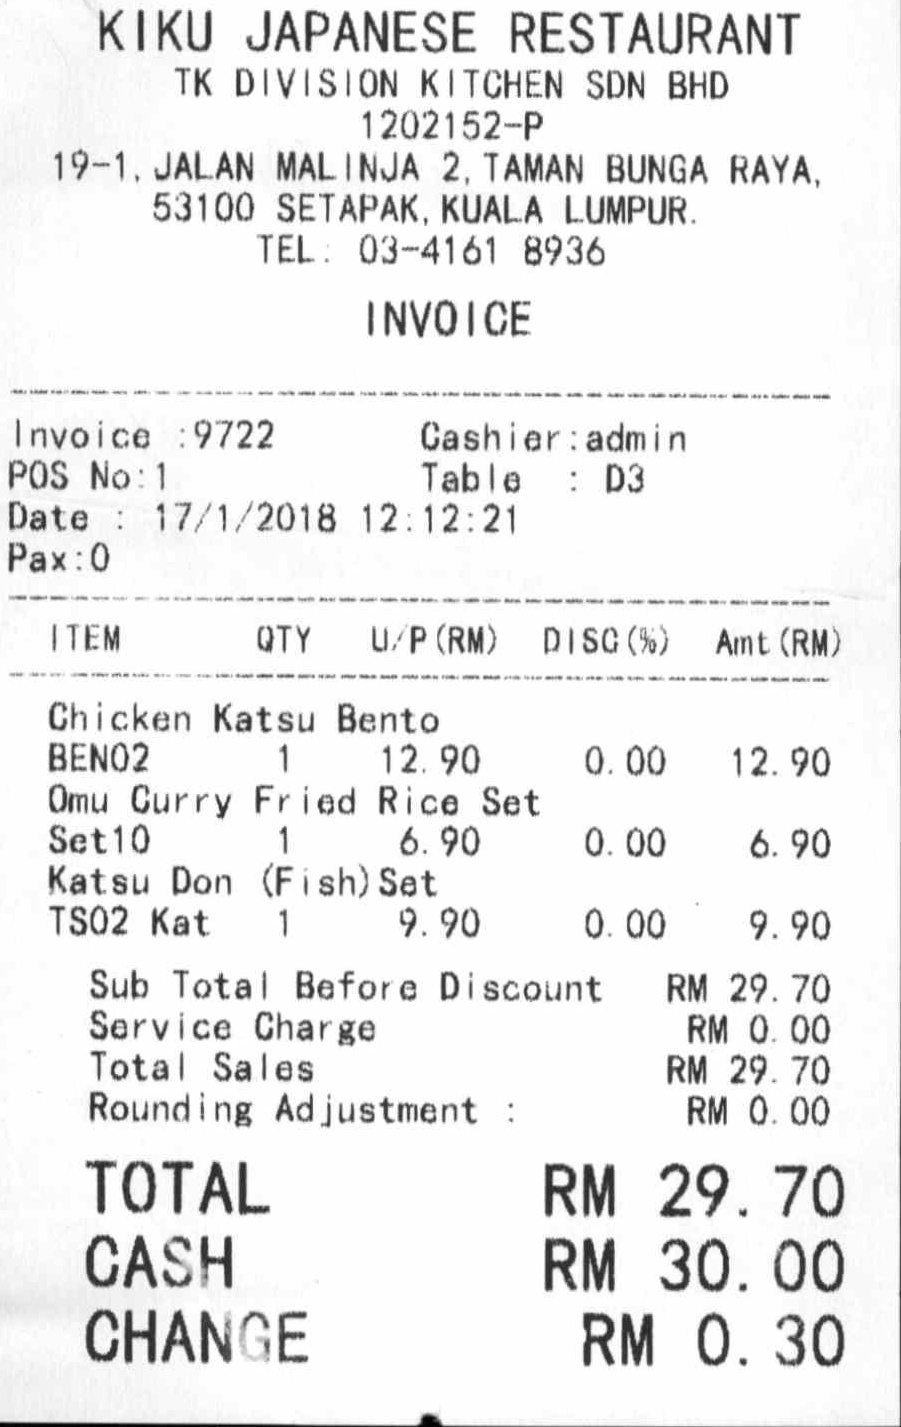 KIKU JAPANESE RESTAURANT
TK DIVISION KITCHEN SDN BHD
1202152-P
19-1, JALAN MALINJA 2, TAMAN BUNGA RAYA,
53100 SETAPAK, KUALA LUMPUR.
TEL: 03-4161 8936
INVOICE
Invoice :9722 Cashier:admin
POS No:1 Table : D3
Date : 17/1/2018 12:12:21
Pax:0
ITEM QTY U/P(RM) DISC(%) Amt(RM)
Chicken Katsu Bento
BEN02 1 12.90 0.00 12.90
Omu Curry Fried Rice Set
Set10 1 6.90 0.00 6.90
Katsu Don (Fish)Set
TS02 Kat 1 9.90 0.00 9.90
Sub Total Before Discount RM 29.70
Service Charge RM 0.00
Total Sales RM 29.70
Rounding Adjustment : RM 0.00
TOTAL RM 29.70
CASH RM 30.00
CHANGE RM 0.30